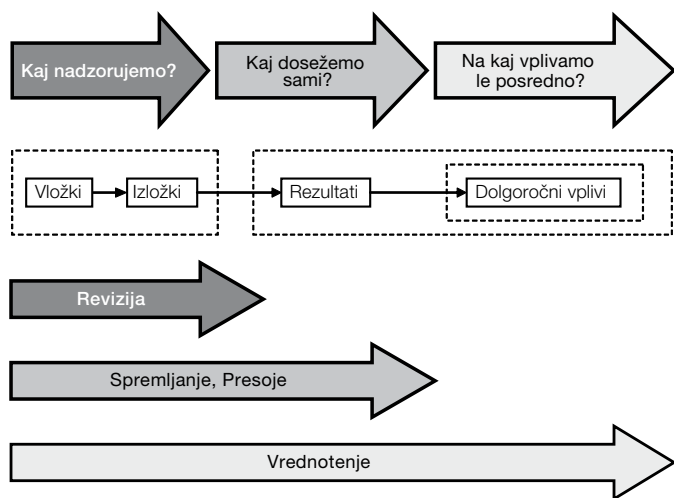 Kaj nadzorujemo?
Kaj dosežemo
sami?
Na kaj vplivamo
le posredno?
Vložki
Izložki
Rezultati
Dolgoročni vplivi
Revizija
Spremljanje, Presoje
Vrednotenje